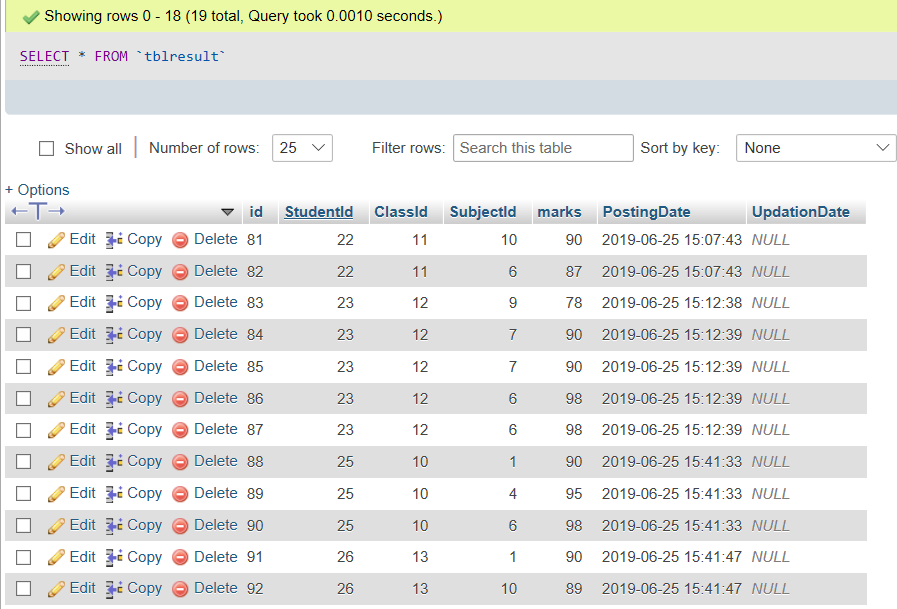 Showing rows 0 - 18 (19 total, Query took 0.0010 seconds.)
SELECT * FROM `tblresult`
Show all Number of rows: 25 Filter rows: Search this table Sort by key: None
+ Options
←T→ id StudentId ClassId SubjectId marks PostingDate UpdationDate
Edit Copy Delete 81 22 11 10 90 2019-06-25 15:07:43 NULL
Edit Copy Delete 82 22 11 6 87 2019-06-25 15:07:43 NULL
Edit Copy Delete 83 23 12 9 78 2019-06-25 15:12:38 NULL
Edit Copy Delete 84 23 12 7 90 2019-06-25 15:12:39 NULL
Edit Copy Delete 85 23 12 7 90 2019-06-25 15:12:39 NULL
Edit Copy Delete 86 23 12 6 98 2019-06-25 15:12:39 NULL
Edit Copy Delete 87 23 12 6 98 2019-06-25 15:12:39 NULL
Edit Copy Delete 88 25 10 1 90 2019-06-25 15:41:33 NULL
Edit Copy Delete 89 25 10 4 95 2019-06-25 15:41:33 NULL
Edit Copy Delete 90 25 10 6 98 2019-06-25 15:41:33 NULL
Edit Copy Delete 91 26 13 1 90 2019-06-25 15:41:47 NULL
Edit Copy Delete 92 26 13 10 89 2019-06-25 15:41:47 NULL